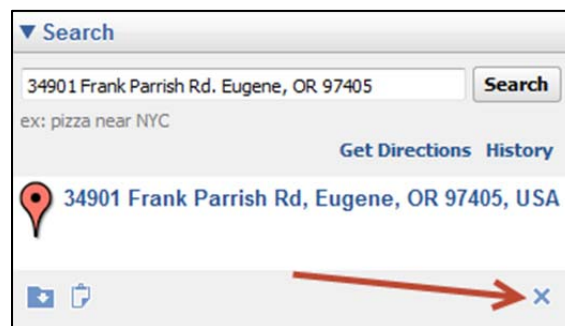 Search
34901 Frank Parrish Rd. Eugene, OR 97405 Search
ex: pizza near NYC
Get Directions History
34901 Frank Parrish Rd, Eugene, OR 97405, USA